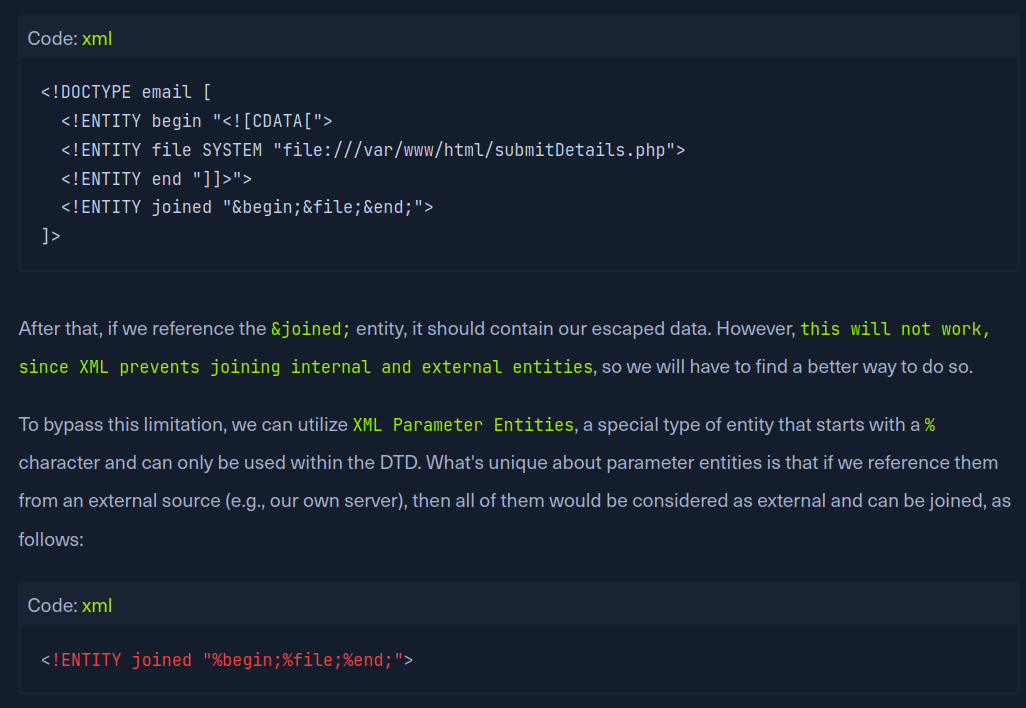 Code: xml
<!DOCTYPE email [
  <!ENTITY begin "<![CDATA[">
  <!ENTITY file SYSTEM "file:///var/www/html/submitDetails.php">
  <!ENTITY end "]]>">
  <!ENTITY joined "&begin;&file;&end;">
]>
After that, if we reference the &joined; entity, it should contain our escaped data. However, this will not work,
since XML prevents joining internal and external entities, so we will have to find a better way to do so.
To bypass this limitation, we can utilize XML Parameter Entities, a special type of entity that starts with a %
character and can only be used within the DTD. What's unique about parameter entities is that if we reference them
from an external source (e.g., our own server), then all of them would be considered as external and can be joined, as
follows:
Code: xml
<!ENTITY joined "%begin;%file;%end;">